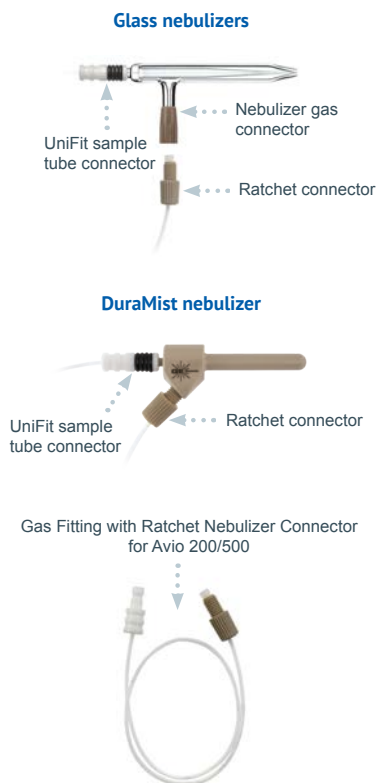 Glass nebulizers
Nebulizer gas
connector
UniFit sample
tube connector
Ratchet connector
DuraMist nebulizer
UniFit sample
tube connector
Ratchet connector
Gas Fitting with Ratchet Nebulizer Connector
for Avio 200/500